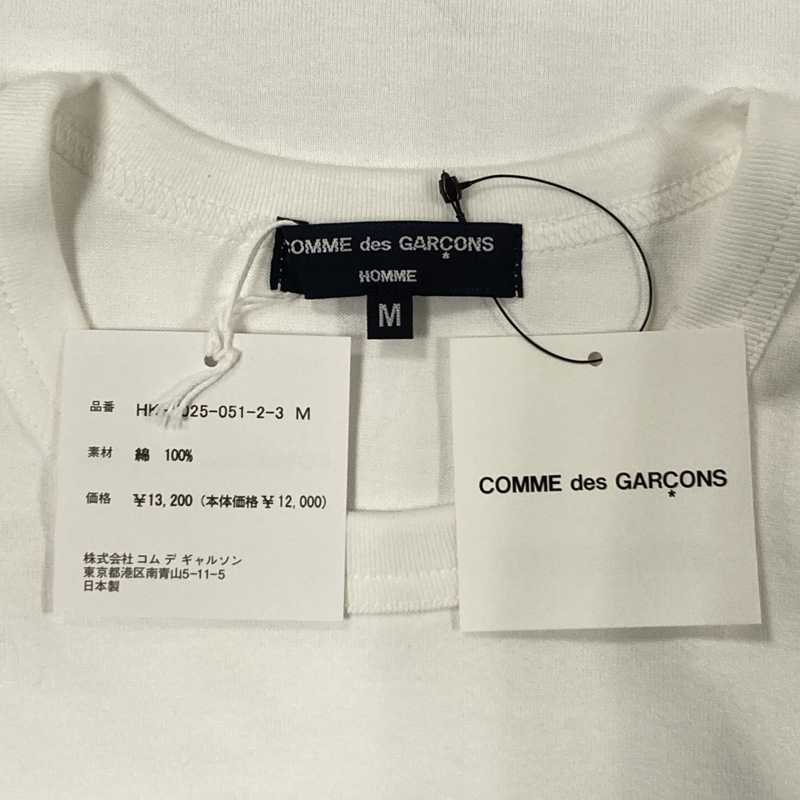 COMME des GARÇONS
*
HOMME
M
品番 025-051-2-3 M
素材 綿 100%
価格 ¥13,200 (本体価格 ¥ 12,000)
株式会社 コム デ ギャルソン
東京都港区南青山5-11-5
日本製
COMME des GARÇONS
*